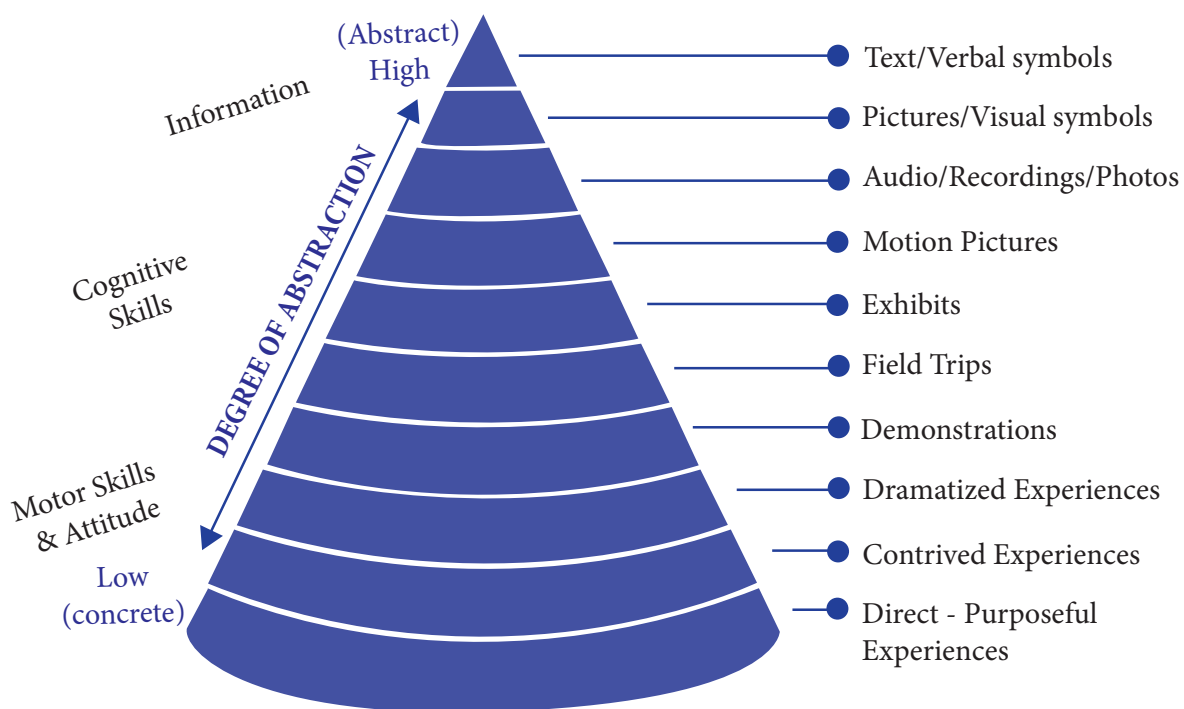 (Abstract)
High
Information
DEGREE OF ABSTRACTION
Cognitive
Skills
Motor Skills
& Attitude
Low
(concrete)
Text/Verbal symbols
Pictures/Visual symbols
Audio/Recordings/Photos
Motion Pictures
Exhibits
Field Trips
Demonstrations
Dramatized Experiences
Contrived Experiences
Direct - Purposeful
Experiences